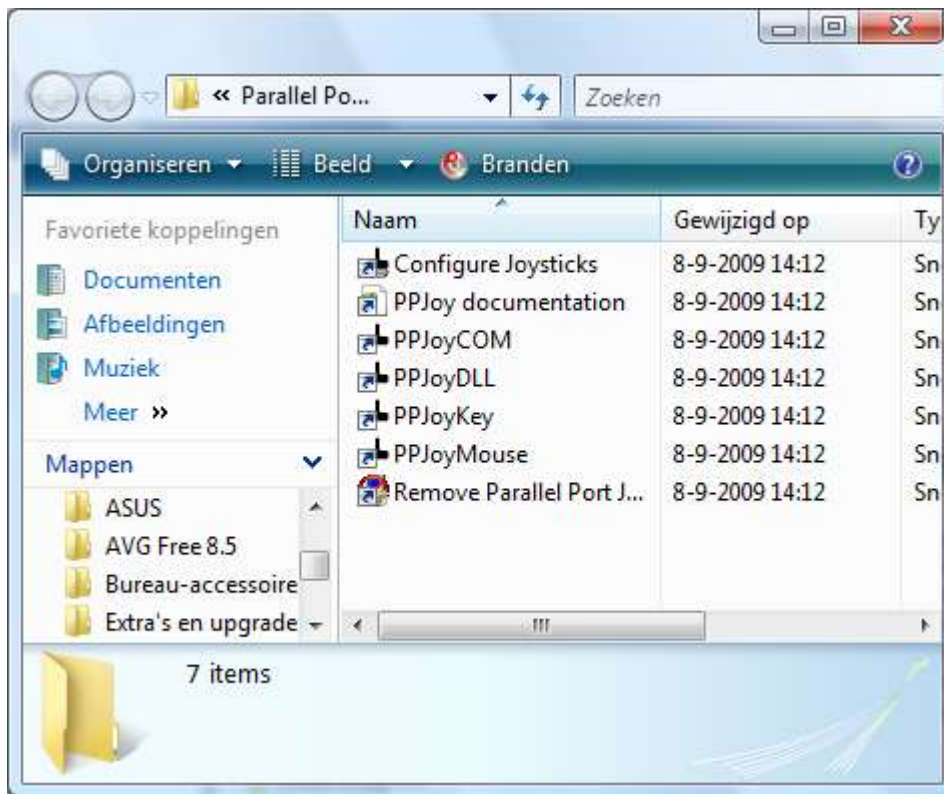 « Parallel Po...
Zoeken
Organiseren
Beeld
Branden
Favoriete koppelingen
Documenten
Afbeeldingen
Muziek
Meer »
Mappen
ASUS
AVG Free 8.5
Bureau-accessoire
Extra's en upgrade
Naam Gewijzigd op Ty
Configure Joysticks 8-9-2009 14:12 Sn
PPJoy documentation 8-9-2009 14:12 Sn
PPJoyCOM 8-9-2009 14:12 Sn
PPJoyDLL 8-9-2009 14:12 Sn
PPJoyKey 8-9-2009 14:12 Sn
PPJoyMouse 8-9-2009 14:12 Sn
Remove Parallel Port J... 8-9-2009 14:12 Sn
7 items